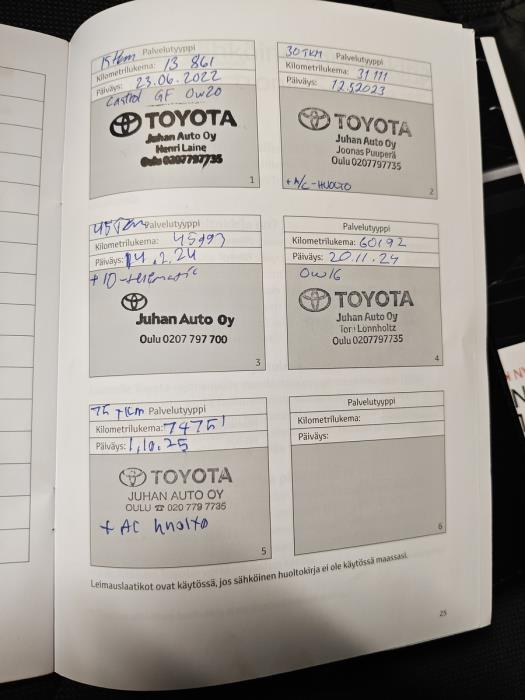 15tkm Palvelutyyppi
Kilometrilukema: 13 861
Päiväys: 23.06.2022
Castrol GF 0w20
TOYOTA
Juhan Auto Oy
Henri Laine
Oulu 0207797735
1
30TKM Palvelutyyppi
Kilometrilukema: 31 111
Päiväys: 12.5.2023
TOYOTA
Juhan Auto Oy
Joonas Puuperä
Oulu 0207797735
+A/C-HUOLTO
2
45Tkm Palvelutyyppi
Kilometrilukema:
Päiväys: 14.2.24
+ID-
Juhan Auto Oy
Oulu 0207 797 700
3
Palvelutyyppi
Kilometrilukema: 60192
Päiväys: 20.11.24
0w16
TOYOTA
Juhan Auto Oy
Toni Lonnholtz
Oulu 0207797735
4
75 TKm Palvelutyyppi
Kilometrilukema: 74751
Päiväys: 1.10.25
TOYOTA
JUHAN AUTO OY
OULU ☎ 020 779 7735
+ AC huolto
5
Palvelutyyppi
Kilometrilukema:
Päiväys:
6
Leimauslaatikot ovat käytössä, jos sähköinen huoltokirja ei ole käytössä maassasi.
25